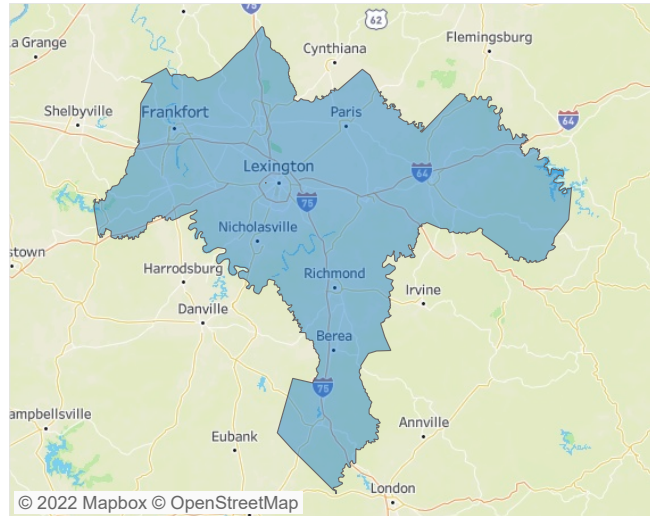 75
62
a Grange
Cynthiana
Flemingsburg
Shelbyville
Frankfort
Paris
64
Lexington
64
75
Nicholasville
stown
Harrodsburg
Richmond
Irvine
Danville
Berea
75
ampbellsville
Eubank
Annville
London
© 2022 Mapbox © OpenStreetMap